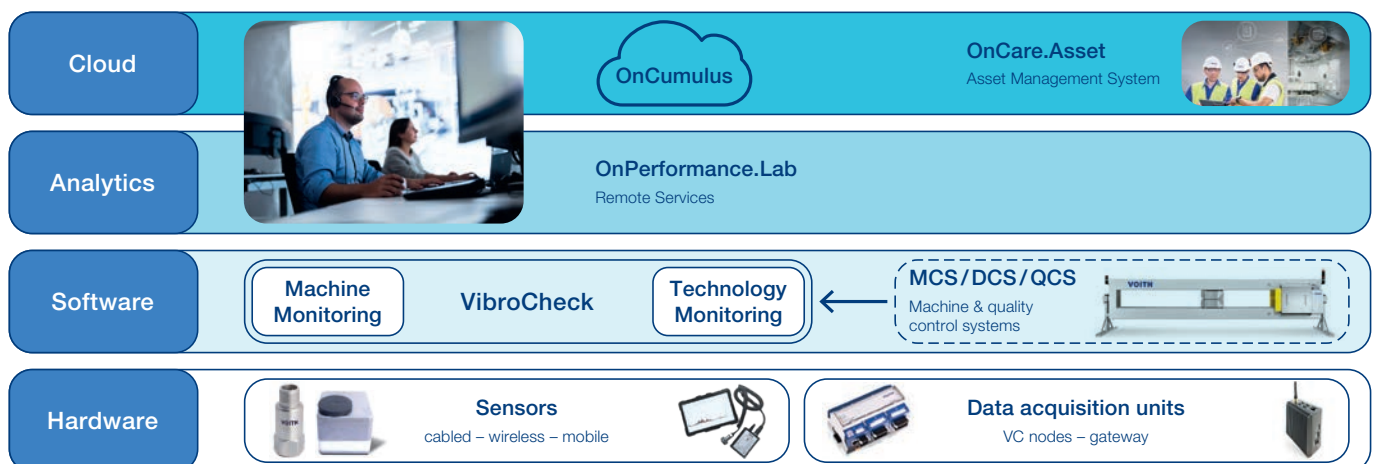 Cloud
OnCumulus
OnCare.Asset
Asset Management System
Analytics
OnPerformance.Lab
Remote Services
Software
Machine
Monitoring
VibroCheck
Technology
Monitoring
MCS/DCS/QCS
Machine & quality
control systems
VOITH
Hardware
VOITH
Sensors
cabled – wireless – mobile
Data acquisition units
VC nodes – gateway